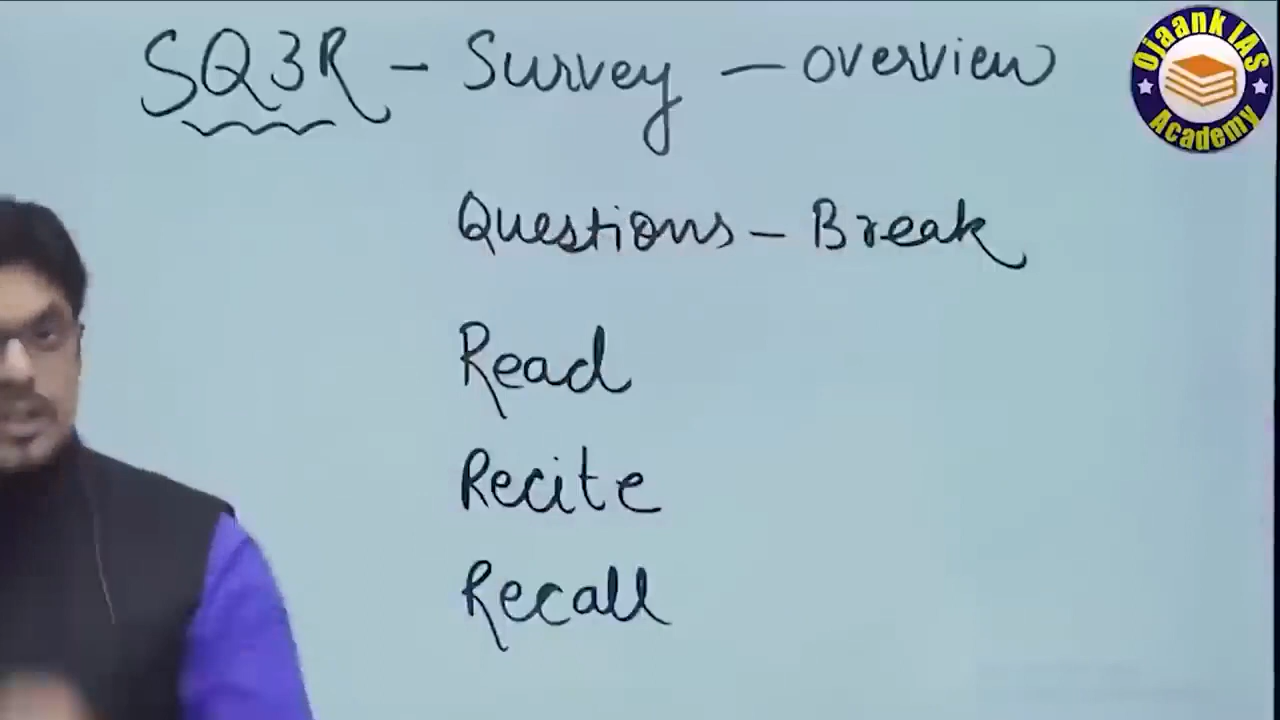 SQ3R - Survey - overview
Ojaank IAS
Academy
Questions - Break
Read
Recite
Recall